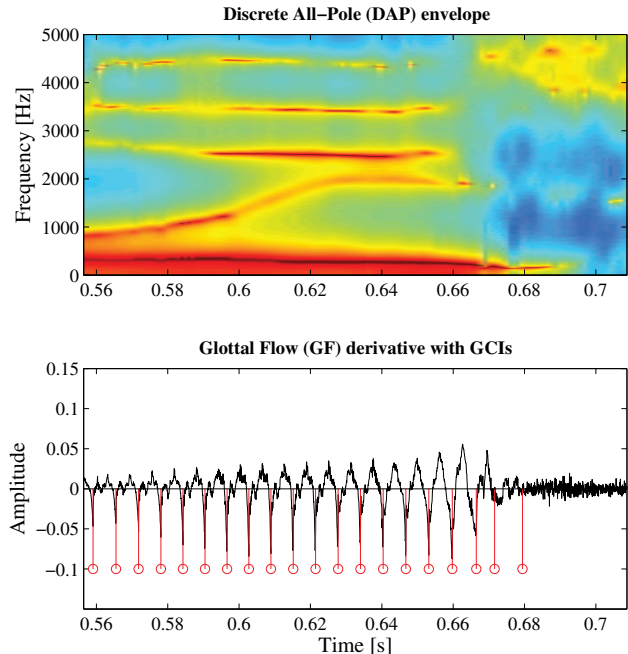 Discrete All−Pole (DAP) envelope
5000
4000
3000
2000
1000
0
Frequency [Hz]
0.56 0.58 0.6 0.62 0.64 0.66 0.68 0.7
Glottal Flow (GF) derivative with GCIs
0.15
0.1
0.05
0
−0.05
−0.1
Amplitude
0.56 0.58 0.6 0.62 0.64 0.66 0.68 0.7
Time [s]